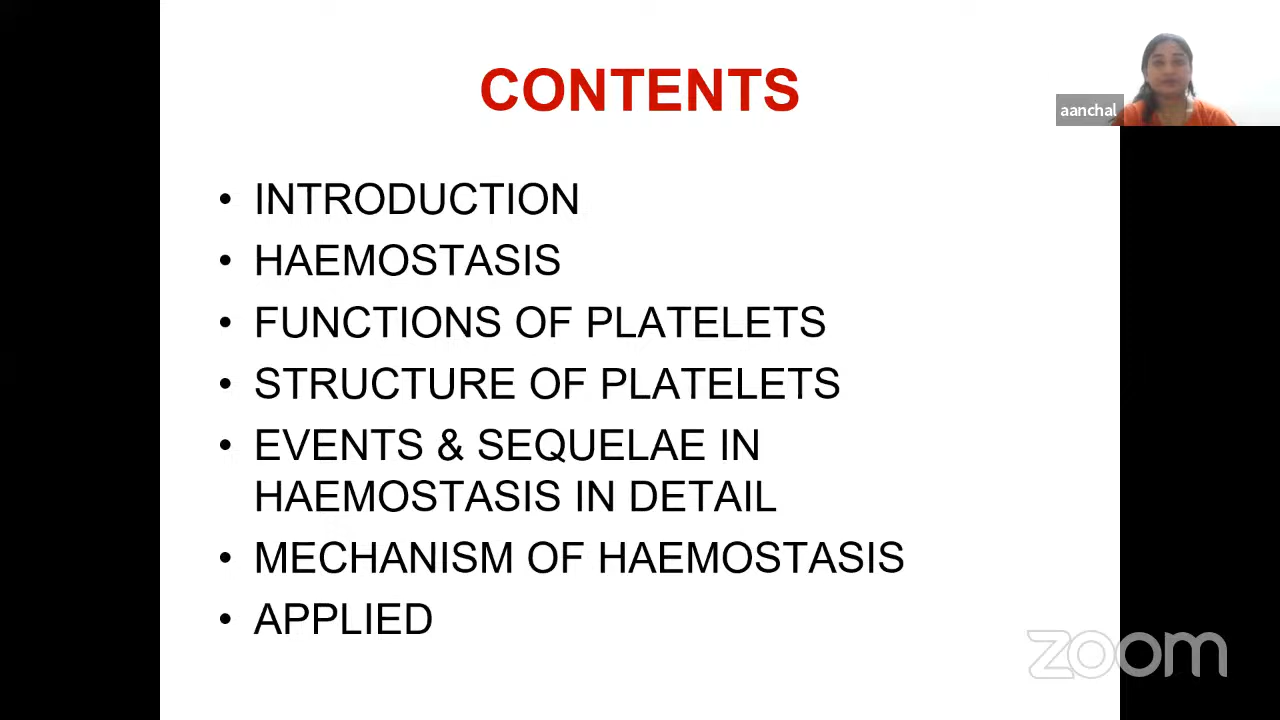 CONTENTS
aanchal
• INTRODUCTION
• HAEMOSTASIS
• FUNCTIONS OF PLATELETS
• STRUCTURE OF PLATELETS
• EVENTS & SEQUELAE IN
HAEMOSTASIS IN DETAIL
• MECHANISM OF HAEMOSTASIS
• APPLIED
zoom